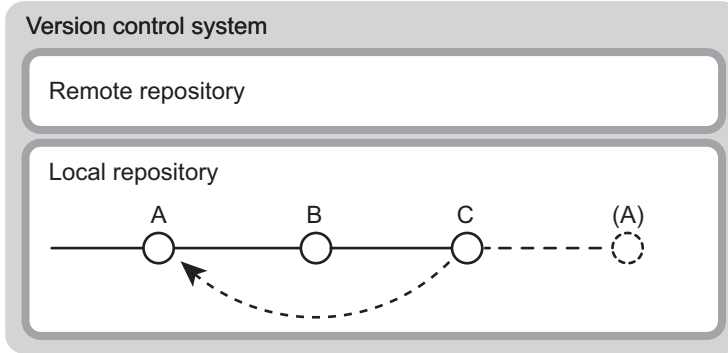 Version control system
Remote repository
Local repository
A B C (A)